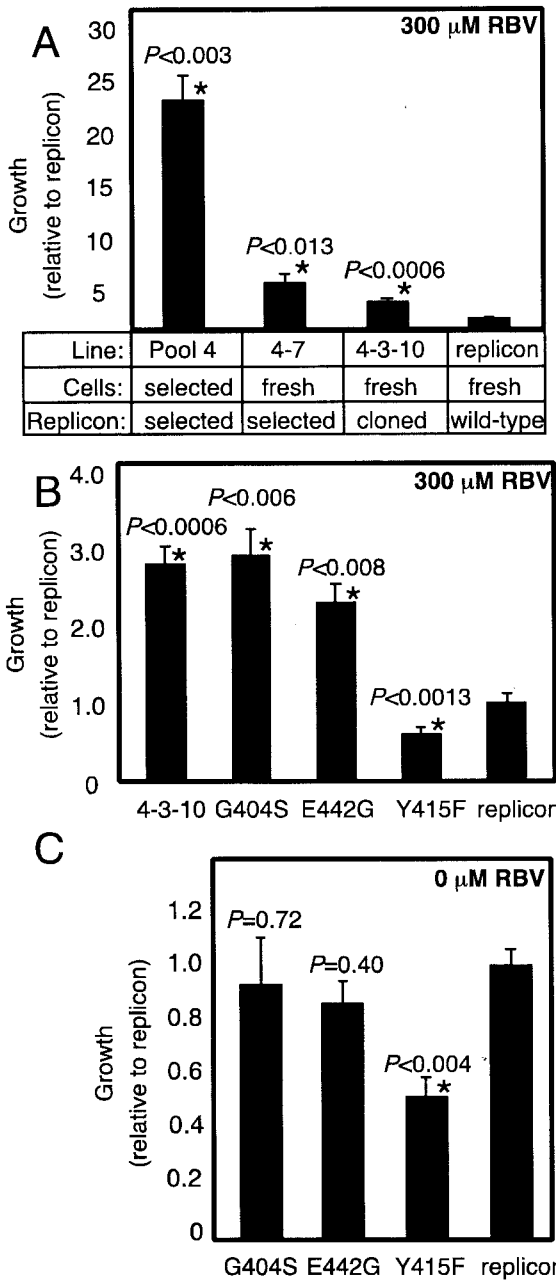 A
300 μM RBV
Growth
(relative to replicon)
30
25
20
15
10
5
P<0.003
*
P<0.013
*
P<0.0006
*
Line: Pool 4 4-7 4-3-10 replicon
Cells: selected fresh fresh fresh
Replicon: selected selected cloned wild-type
B
300 μM RBV
Growth
(relative to replicon)
4.0
3.0
2.0
1.0
0
P<0.0006
*
P<0.006
*
P<0.008
*
P<0.0013
*
4-3-10 G404S E442G Y415F replicor
C
0 μM RBV
Growth
(relative to replicon)
1.2
1.0
0.8
0.6
0.4
0.2
0
P=0.72
P=0.40
P<0.004
*
G404S E442G Y415F replicor